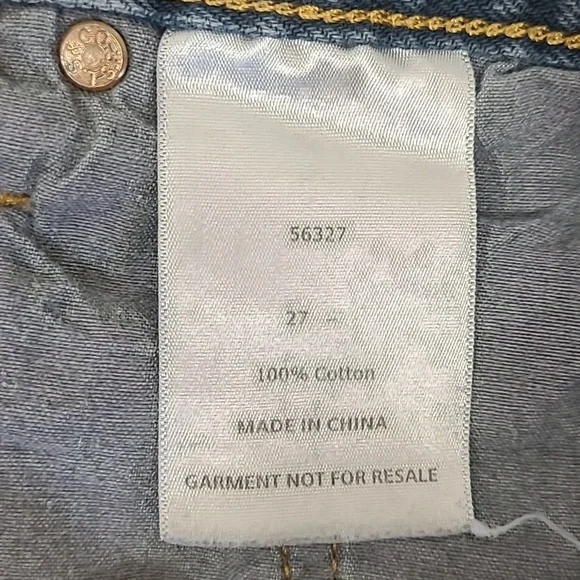 56327
27 -
100% Cotton
MADE IN CHINA
GARMENT NOT FOR RESALE